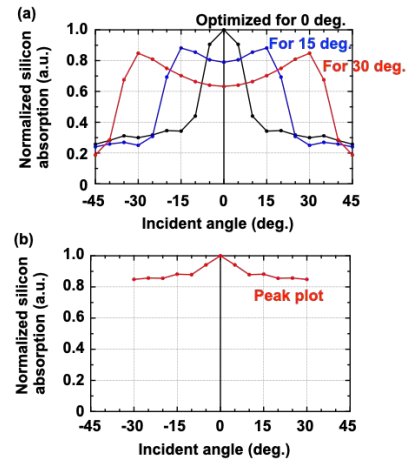 (a)
Optimized for 0 deg.
For 15 deg.
For 30 deg.
Normalized silicon
absorption (a.u.)
1.0
0.8
0.6
0.4
0.2
0
-45 -30 -15 0 15 30 45
Incident angle (deg.)
(b)
Peak plot
Normalized silicon
absorption (a.u.)
1.0
0.8
0.6
0.4
0.2
0
-45 -30 -15 0 15 30 45
Incident angle (deg.)